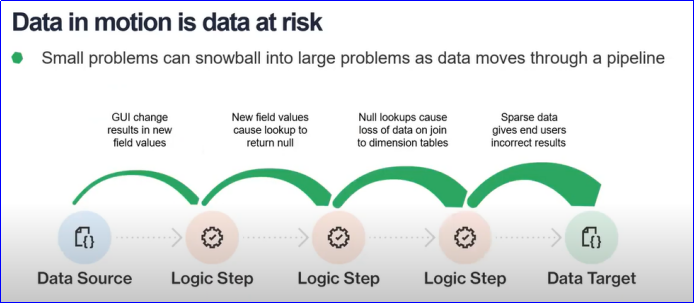 Data in motion is data at risk
Small problems can snowball into large problems as data moves through a pipeline
GUI change
results in new
field values
New field values
cause lookup to
return null
Null lookups cause
loss of data on join
to dimension tables
Sparse data
gives end users
incorrect results
{}
{}
Data Source
Logic Step
Logic Step
Logic Step
Data Target